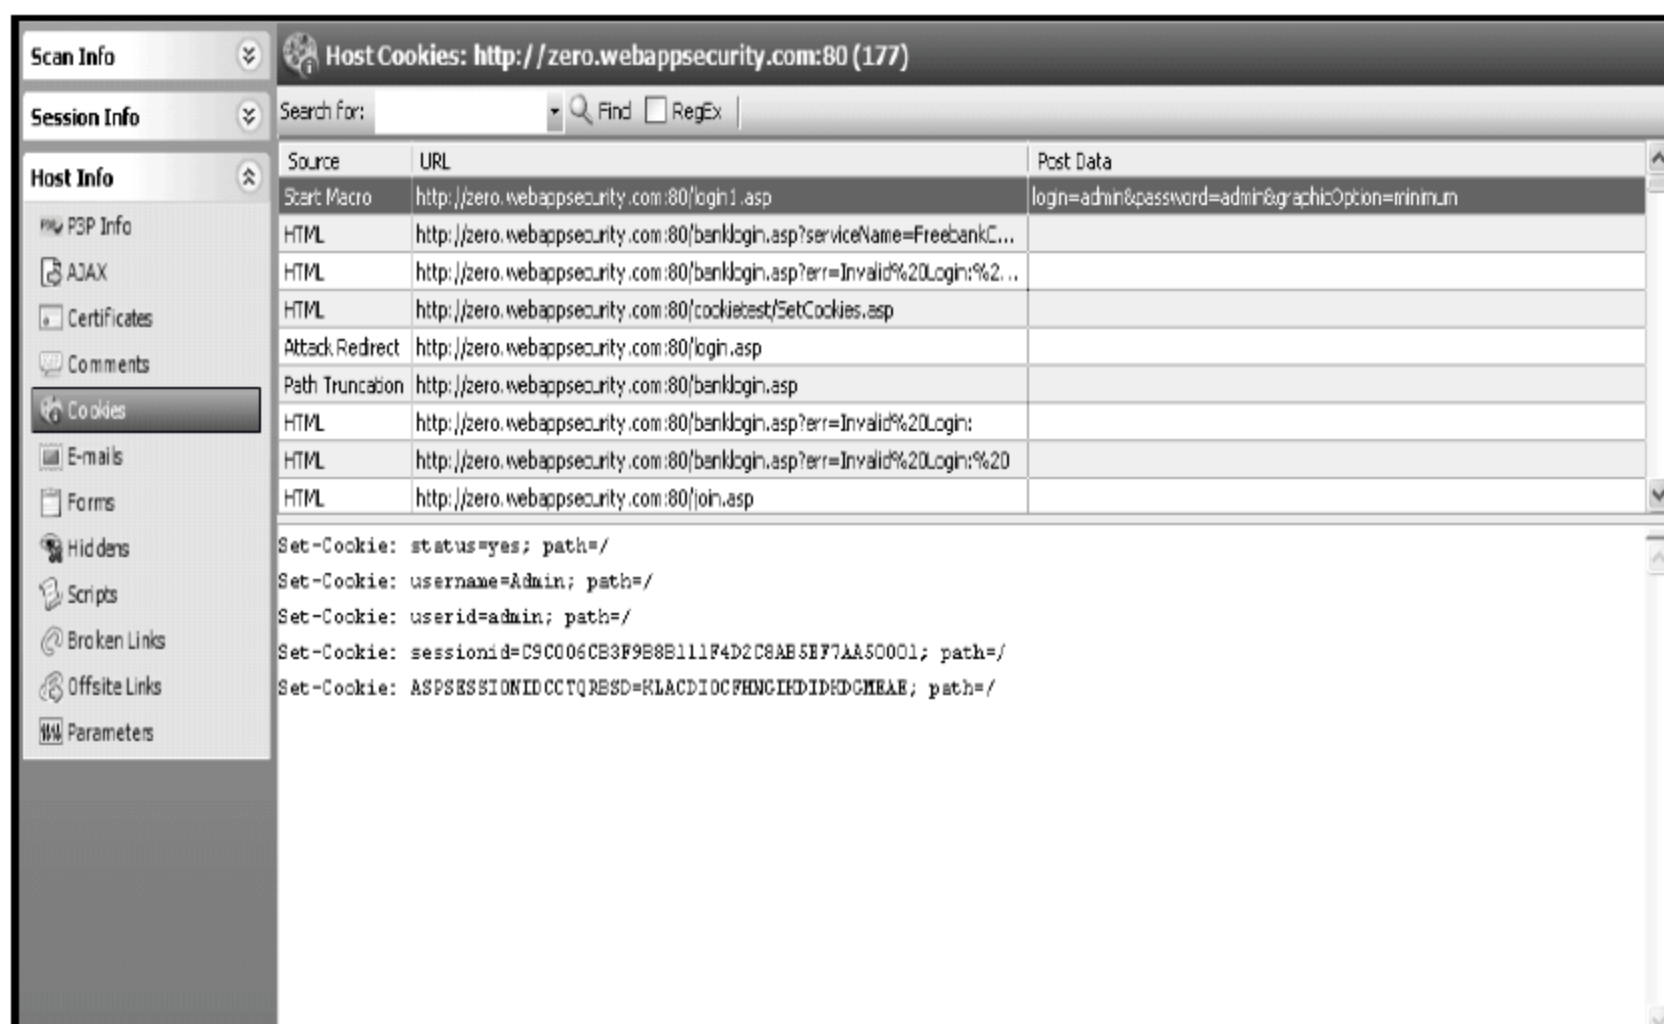 Scan Info
Session Info
Host Info
P3P Info
AJAX
Certificates
Comments
Cookies
E-mails
Forms
Hiddens
Scripts
Broken Links
Offsite Links
Parameters
Host Cookies: http://zero.webappsecurity.com:80 (177)
Search for: Find RegEx
Source URL Post Data
Start Macro http://zero.webappsecurity.com:80/login1.asp login=admin&password=admin&graphicOption=minimum
HTML http://zero.webappsecurity.com:80/banklogin.asp?serviceName=FreebankC...
HTML http://zero.webappsecurity.com:80/banklogin.asp?err=Invalid%20Login:%2...
HTML http://zero.webappsecurity.com:80/cookietest/SetCookies.asp
Attack Redirect http://zero.webappsecurity.com:80/login.asp
Path Truncation http://zero.webappsecurity.com:80/banklogin.asp
HTML http://zero.webappsecurity.com:80/banklogin.asp?err=Invalid%20Login:
HTML http://zero.webappsecurity.com:80/banklogin.asp?err=Invalid%20Login:%20
HTML http://zero.webappsecurity.com:80/join.asp
Set-Cookie: status=yes; path=/
Set-Cookie: username=Admin; path=/
Set-Cookie: userid=admin; path=/
Set-Cookie: path=/
Set-Cookie: path=/